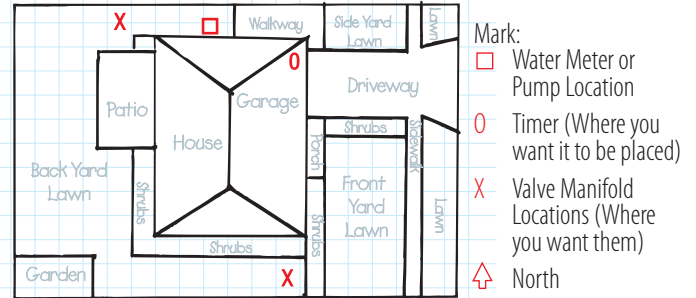 X
Walkway
Side Yard
Lawn
Lawn
Garage
0
Driveway
Patio
House
Shrubs
Porch
Sidewalk
Back Yard
Lawn
Shrubs
Front
Yard
Lawn
Shrubs
Lawn
Shrubs
Garden
X
Mark:
Water Meter or
Pump Location
0 Timer (Where you
want it to be placed)
X Valve Manifold
Locations (Where
you want them)
North